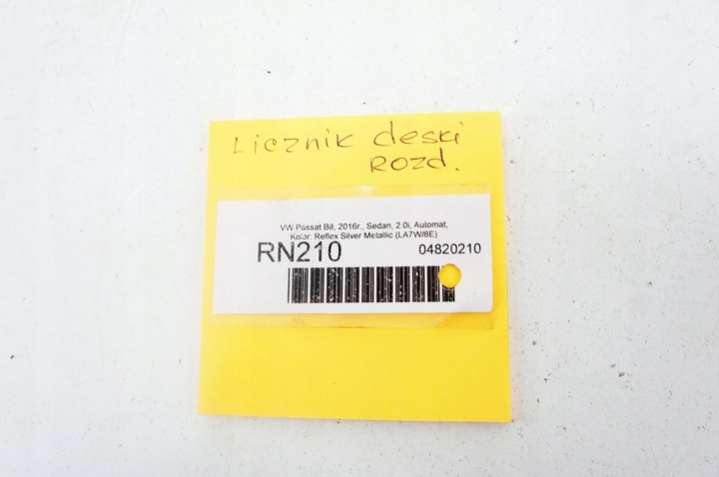 Licznik deski
Rozd.
VW Passat B8, 2016r., Sedan, 2.0i, Automat,
Kolor: Reflex Silver Metallic (LA7W/8E)
RN210
04820210